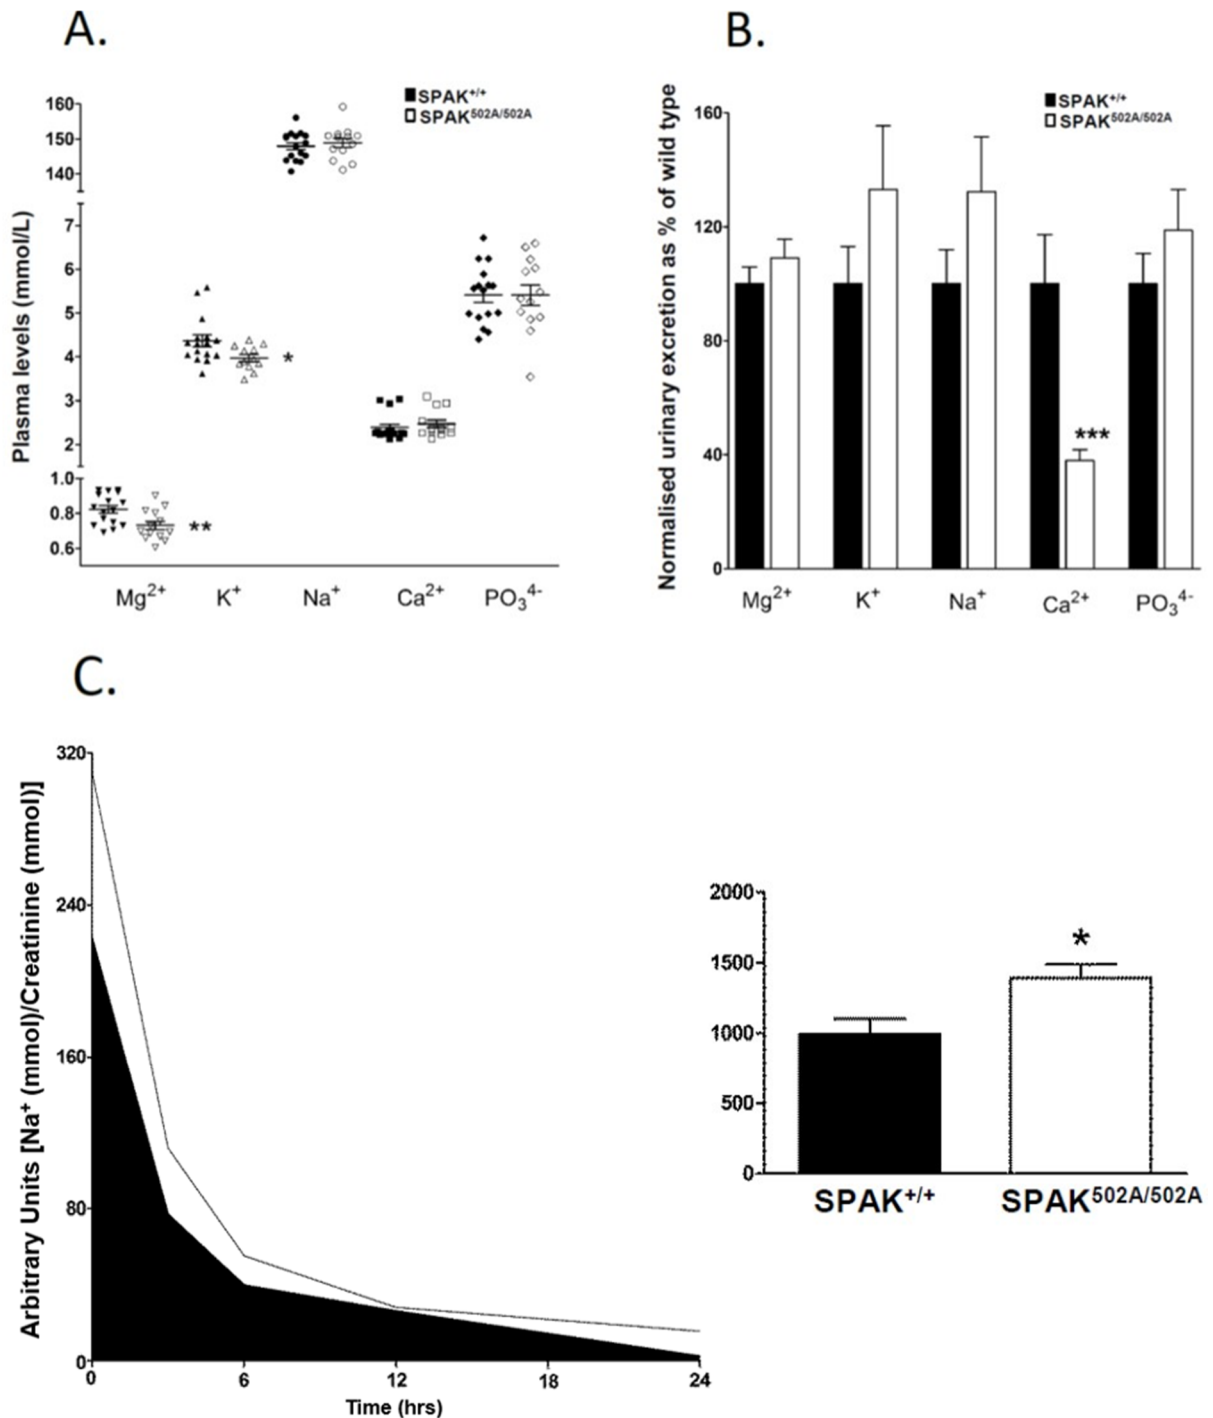 A.
SPAK+/+
SPAK502A/502A
Plasma levels (mmol/L)
160
150
140
7
6
5
4
3
2
1.0
0.8
0.6
**
*
Mg2+ K+ Na+ Ca2+ PO34-
B.
SPAK+/+
SPAK502A/502A
Normalised urinary excretion as % of wild type
160
120
80
40
0
***
Mg2+ K+ Na+ Ca2+ PO34-
C.
Arbitrary Units [Na+ (mmol)/Creatinine (mmol)]
320
240
160
80
0
0 6 12 18 24
Time (hrs)
2000
1500
1000
500
0
*
SPAK+/+ SPAK502A/502A